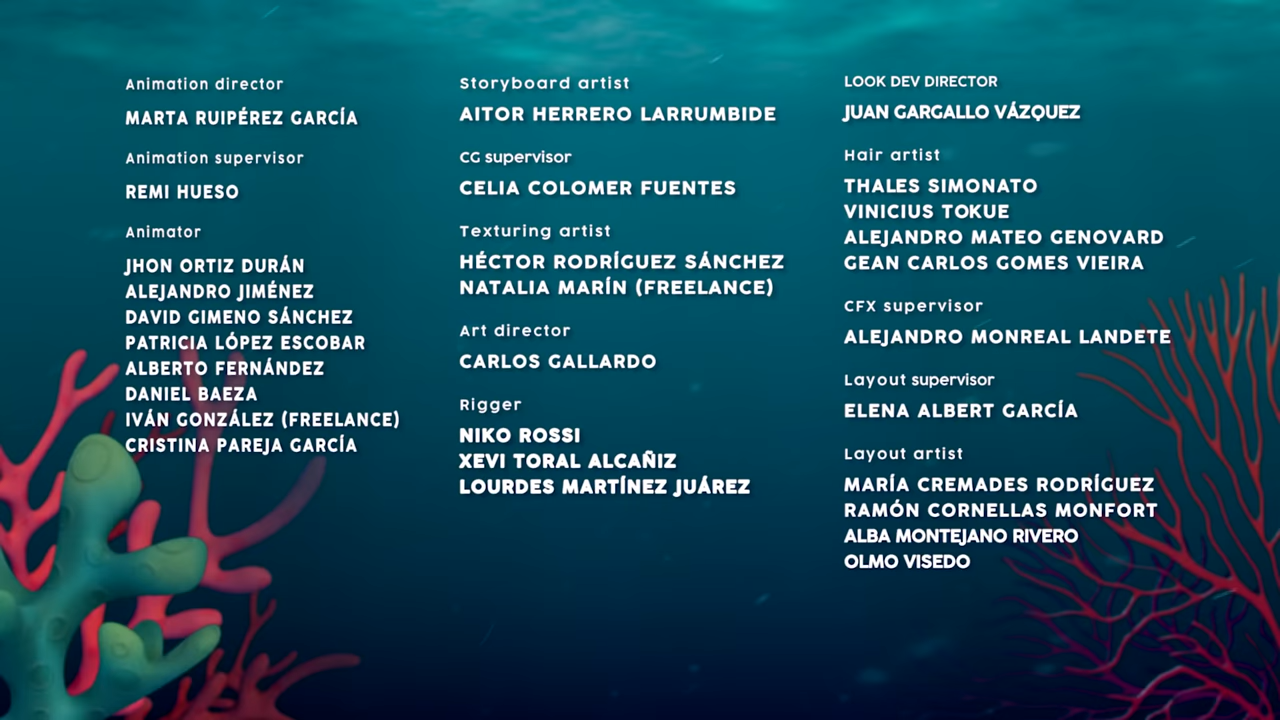 Animation director
MARTA RUIPÉREZ GARCÍA
Animation supervisor
REMI HUESO
Animator
JHON ORTIZ DURÁN
ALEJANDRO JIMÉNEZ
DAVID GIMENO SÁNCHEZ
PATRICIA LÓPEZ ESCOBAR
ALBERTO FERNÁNDEZ
DANIEL BAEZA
IVÁN GONZÁLEZ (FREELANCE)
CRISTINA PAREJA GARCÍA
Storyboard artist
AITOR HERRERO LARRUMBIDE
CG supervisor
CELIA COLOMER FUENTES
Texturing artist
HÉCTOR RODRÍGUEZ SÁNCHEZ
NATALIA MARÍN (FREELANCE)
Art director
CARLOS GALLARDO
Rigger
NIKO ROSSI
XEVI TORAL ALCAÑIZ
LOURDES MARTÍNEZ JUÁREZ
LOOK DEV DIRECTOR
JUAN GARGALLO VÁZQUEZ
Hair artist
THALES SIMONATO
VINICIUS TOKUE
ALEJANDRO MATEO GENOVARD
GEAN CARLOS GOMES VIEIRA
CFX supervisor
ALEJANDRO MONREAL LANDETE
Layout supervisor
ELENA ALBERT GARCÍA
Layout artist
MARÍA CREMADES RODRÍGUEZ
RAMÓN CORNELLAS MONFORT
ALBA MONTEJANO RIVERO
OLMO VISEDO